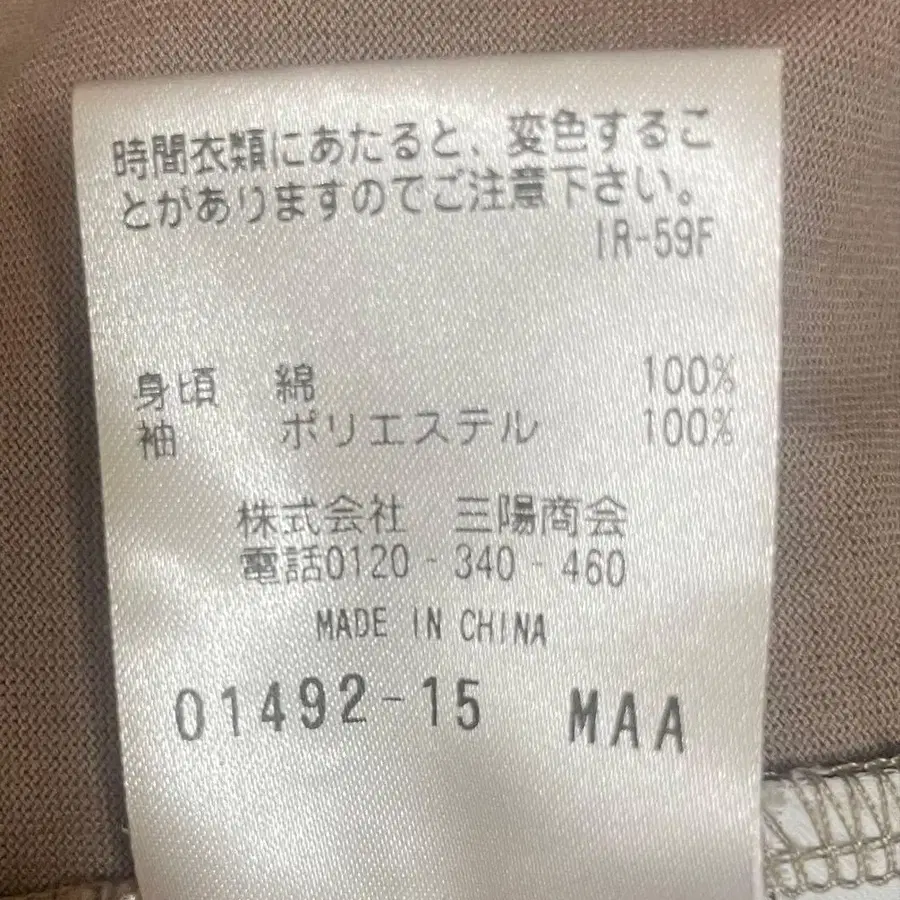 時間衣類にあたると、変色するこ
とがありますのでご注意下さい。
IR-59F
身頃 綿 100%
袖 ポリエステル 100%
株式会社 三陽商会
電話0120-340-460
MADE IN CHINA
01492-15 MAA